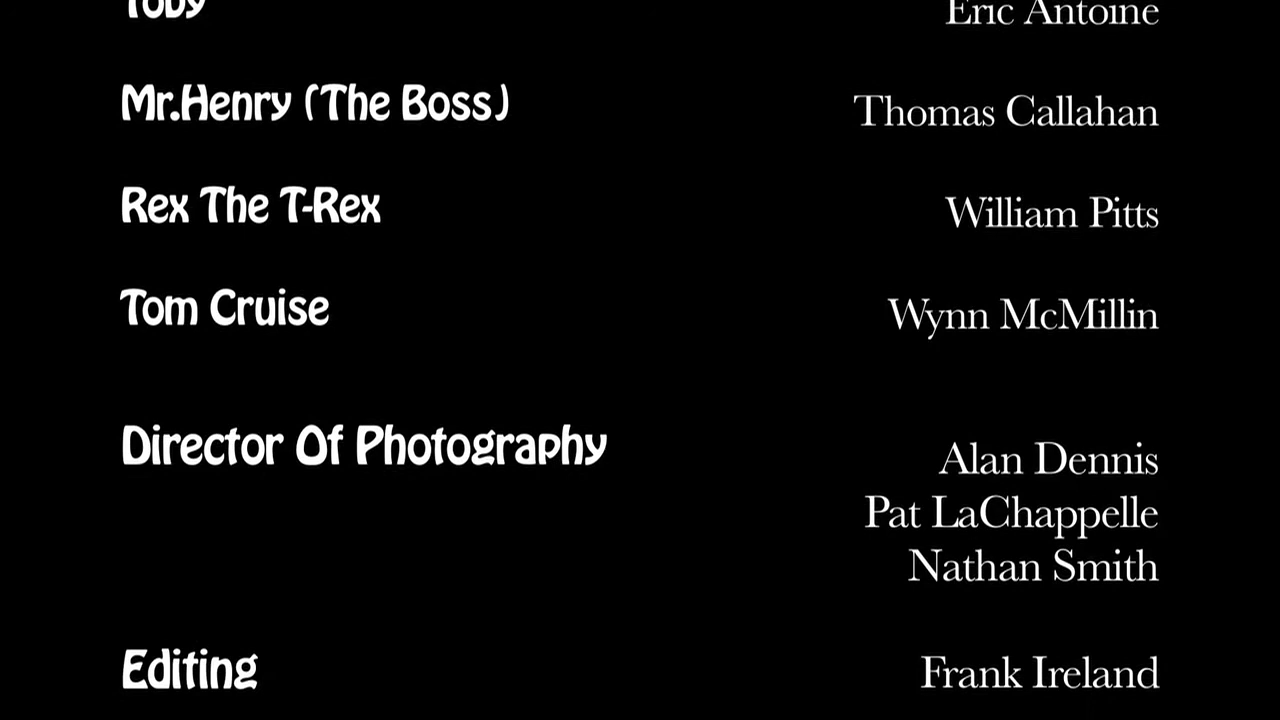 Toby Eric Antoine
Mr.Henry (The Boss) Thomas Callahan
Rex The T-Rex William Pitts
Tom Cruise Wynn McMillin
Director Of Photography Alan Dennis
Pat LaChappelle
Nathan Smith
Editing Frank Ireland